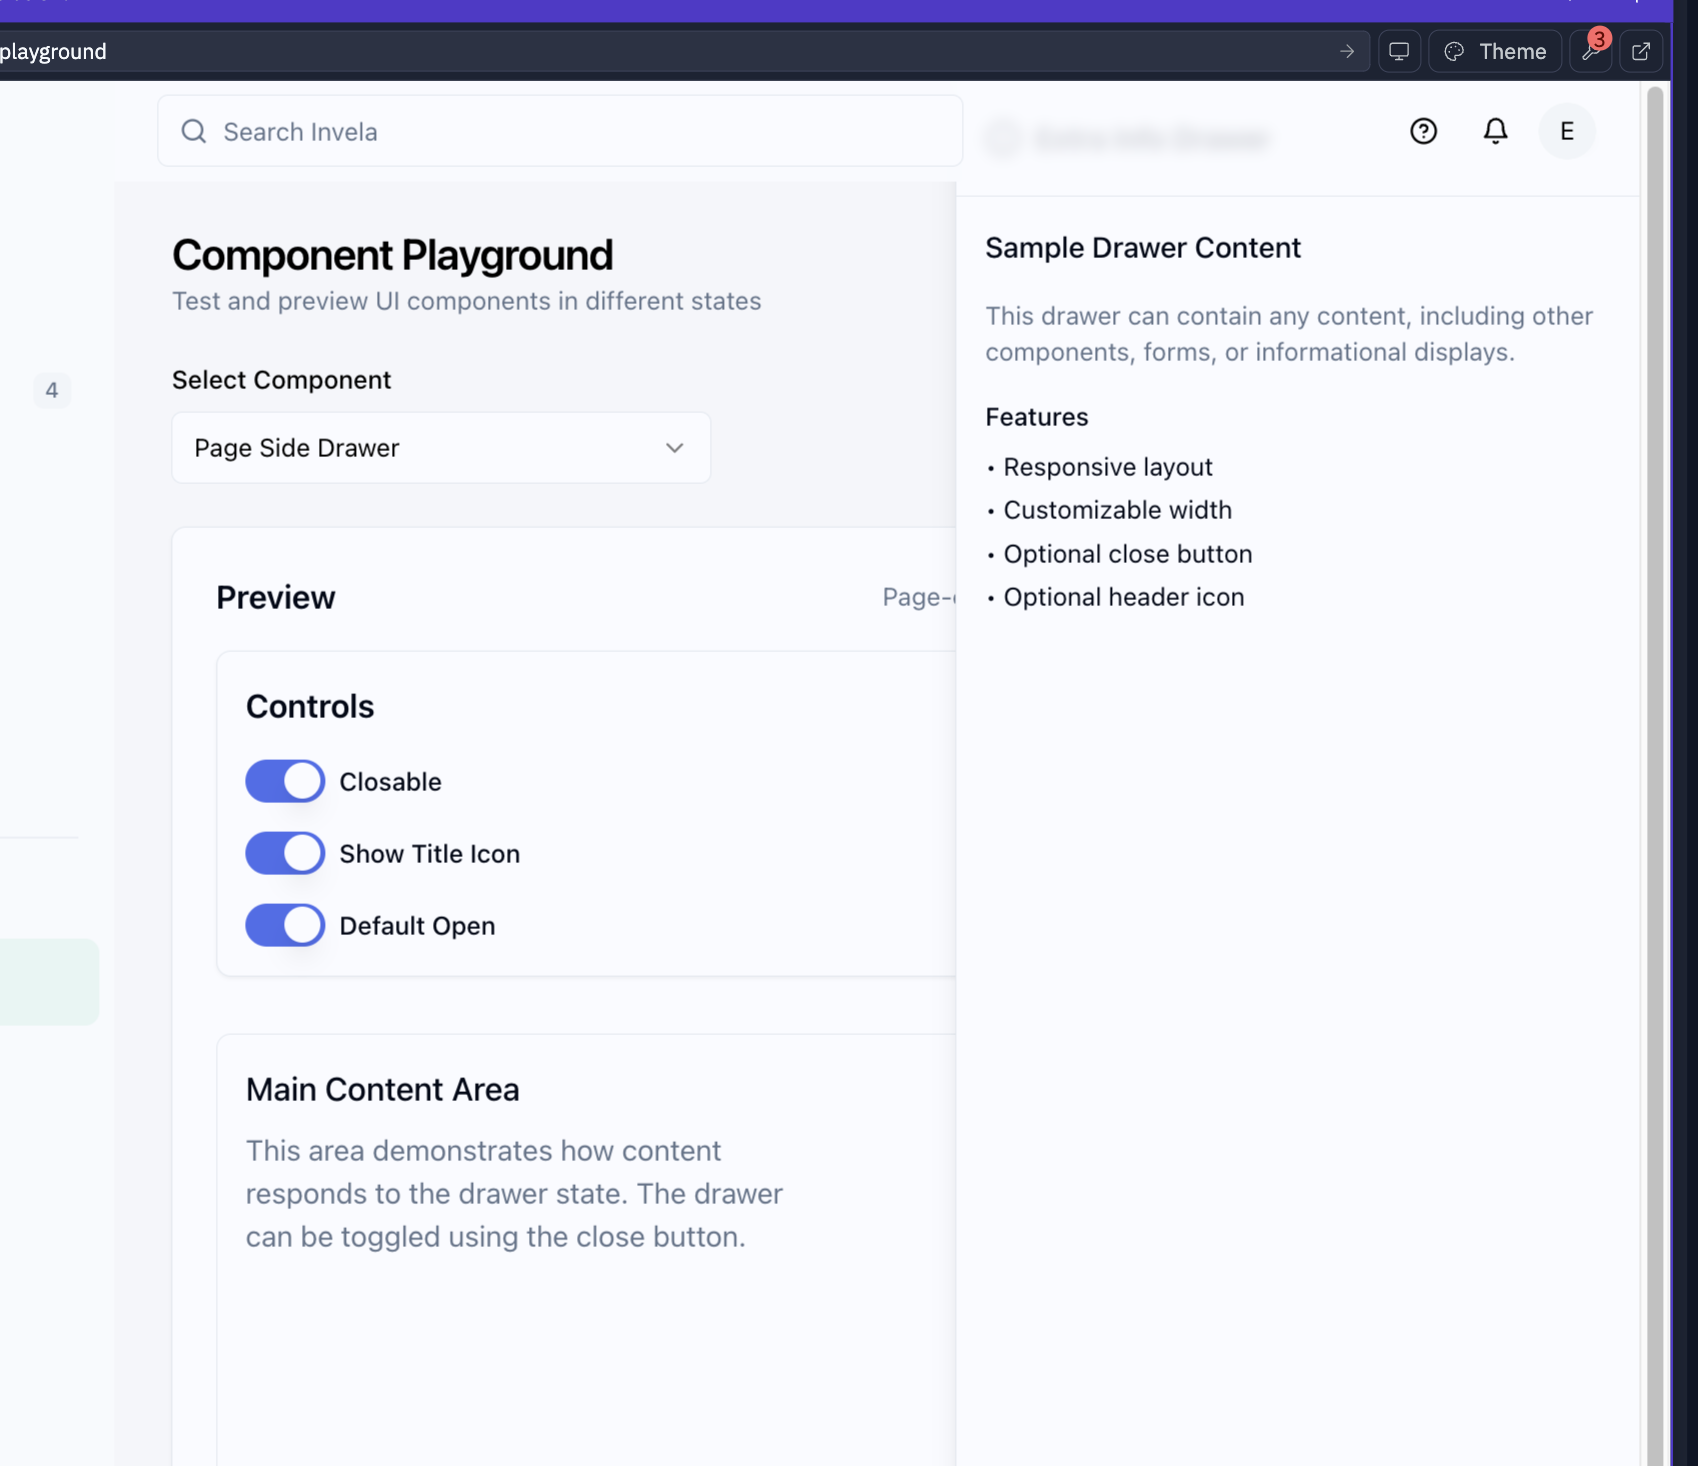 playground
Theme
3
Search Invela
E
Component Playground
Test and preview UI components in different states
4
Select Component
Page Side Drawer
Preview
Page-
Controls
Closable
Show Title Icon
Default Open
Main Content Area
This area demonstrates how content
responds to the drawer state. The drawer
can be toggled using the close button.
Sample Drawer Content
This drawer can contain any content, including other
components, forms, or informational displays.
Features
• Responsive layout
• Customizable width
• Optional close button
• Optional header icon